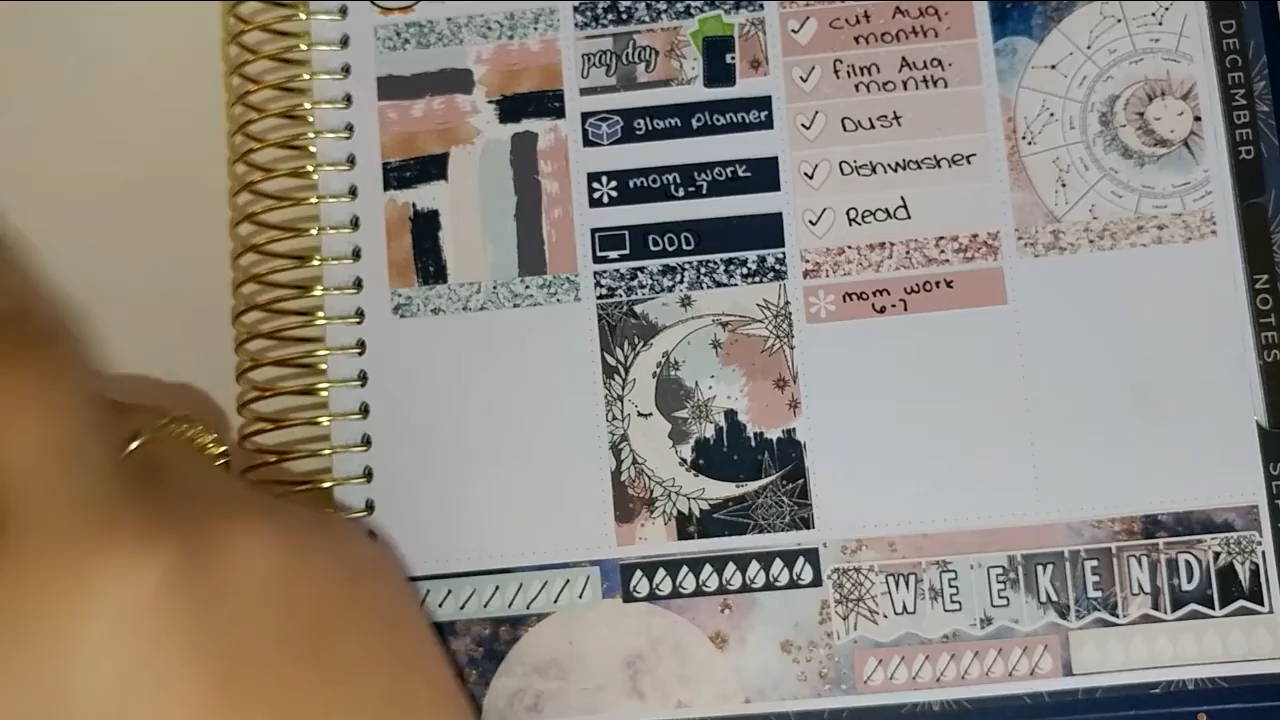 pay day
glam planner
mom work
6-7
DDD
cut Aug.
month
film Aug.
month
Dust
Dishwasher
Read
mom work
6-7
WEEKEND
DECEMBER
NOTES